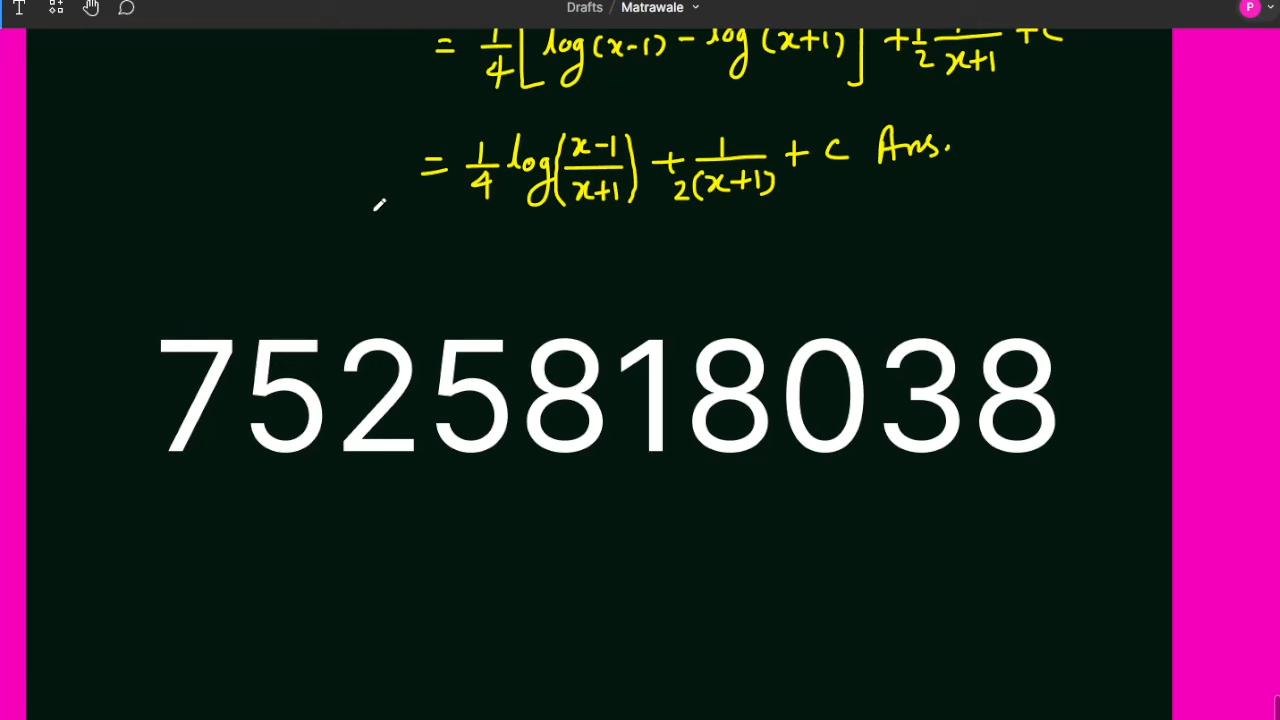 Drafts / Matrawale
P
= 1/4 [log(x-1) - log(x+1)] + 1/2 1/(x+1) + C
= 1/4 log((x-1)/(x+1)) + 1/(2(x+1)) + C Ans.
7525818038